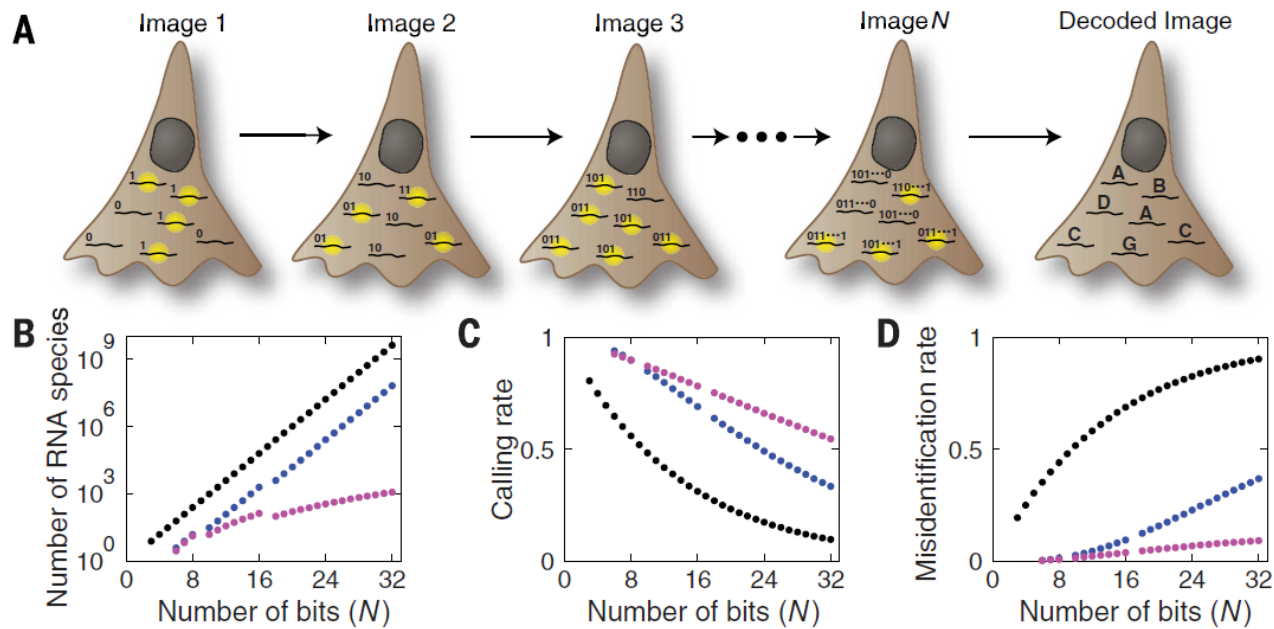 A
Image 1
Image 2
Image 3
Image N
Decoded Image
1
1
0
1
0
1
0
10
11
01
10
01
10
01
101
110
011
101
011
101
011
101···0
110···1
011···0
101···0
011···1
101···1
011···1
A
B
D
A
C
G
C
B
Number of RNA species
10^9
10^6
10^3
10^0
0 8 16 24 32
Number of bits (N)
C
Calling rate
1
0.5
0
0 8 16 24 32
Number of bits (N)
D
Misidentification rate
1
0.5
0
0 8 16 24 32
Number of bits (N)